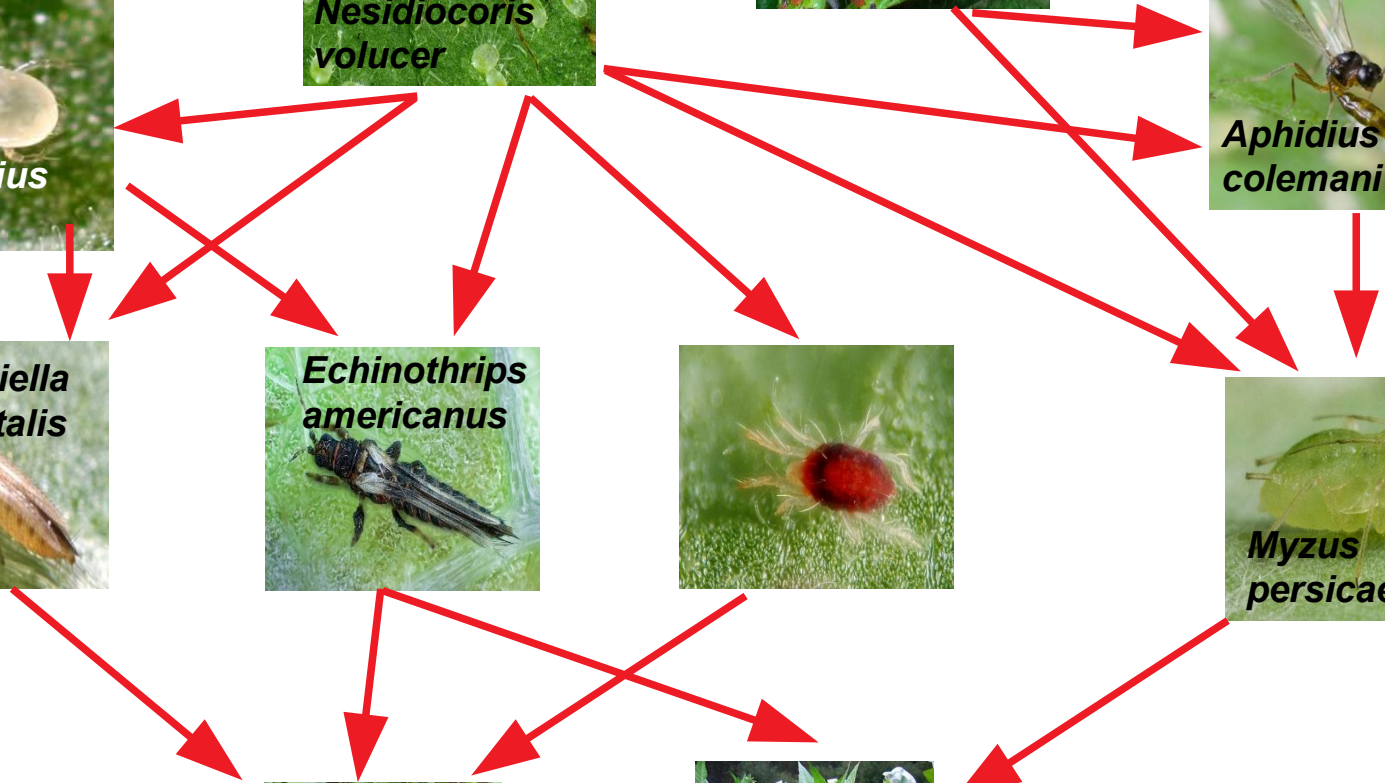 Nesidiocoris
volucer
Aphidius
colemani
ius
iella
talis
Echinothrips
americanus
Myzus
persicae